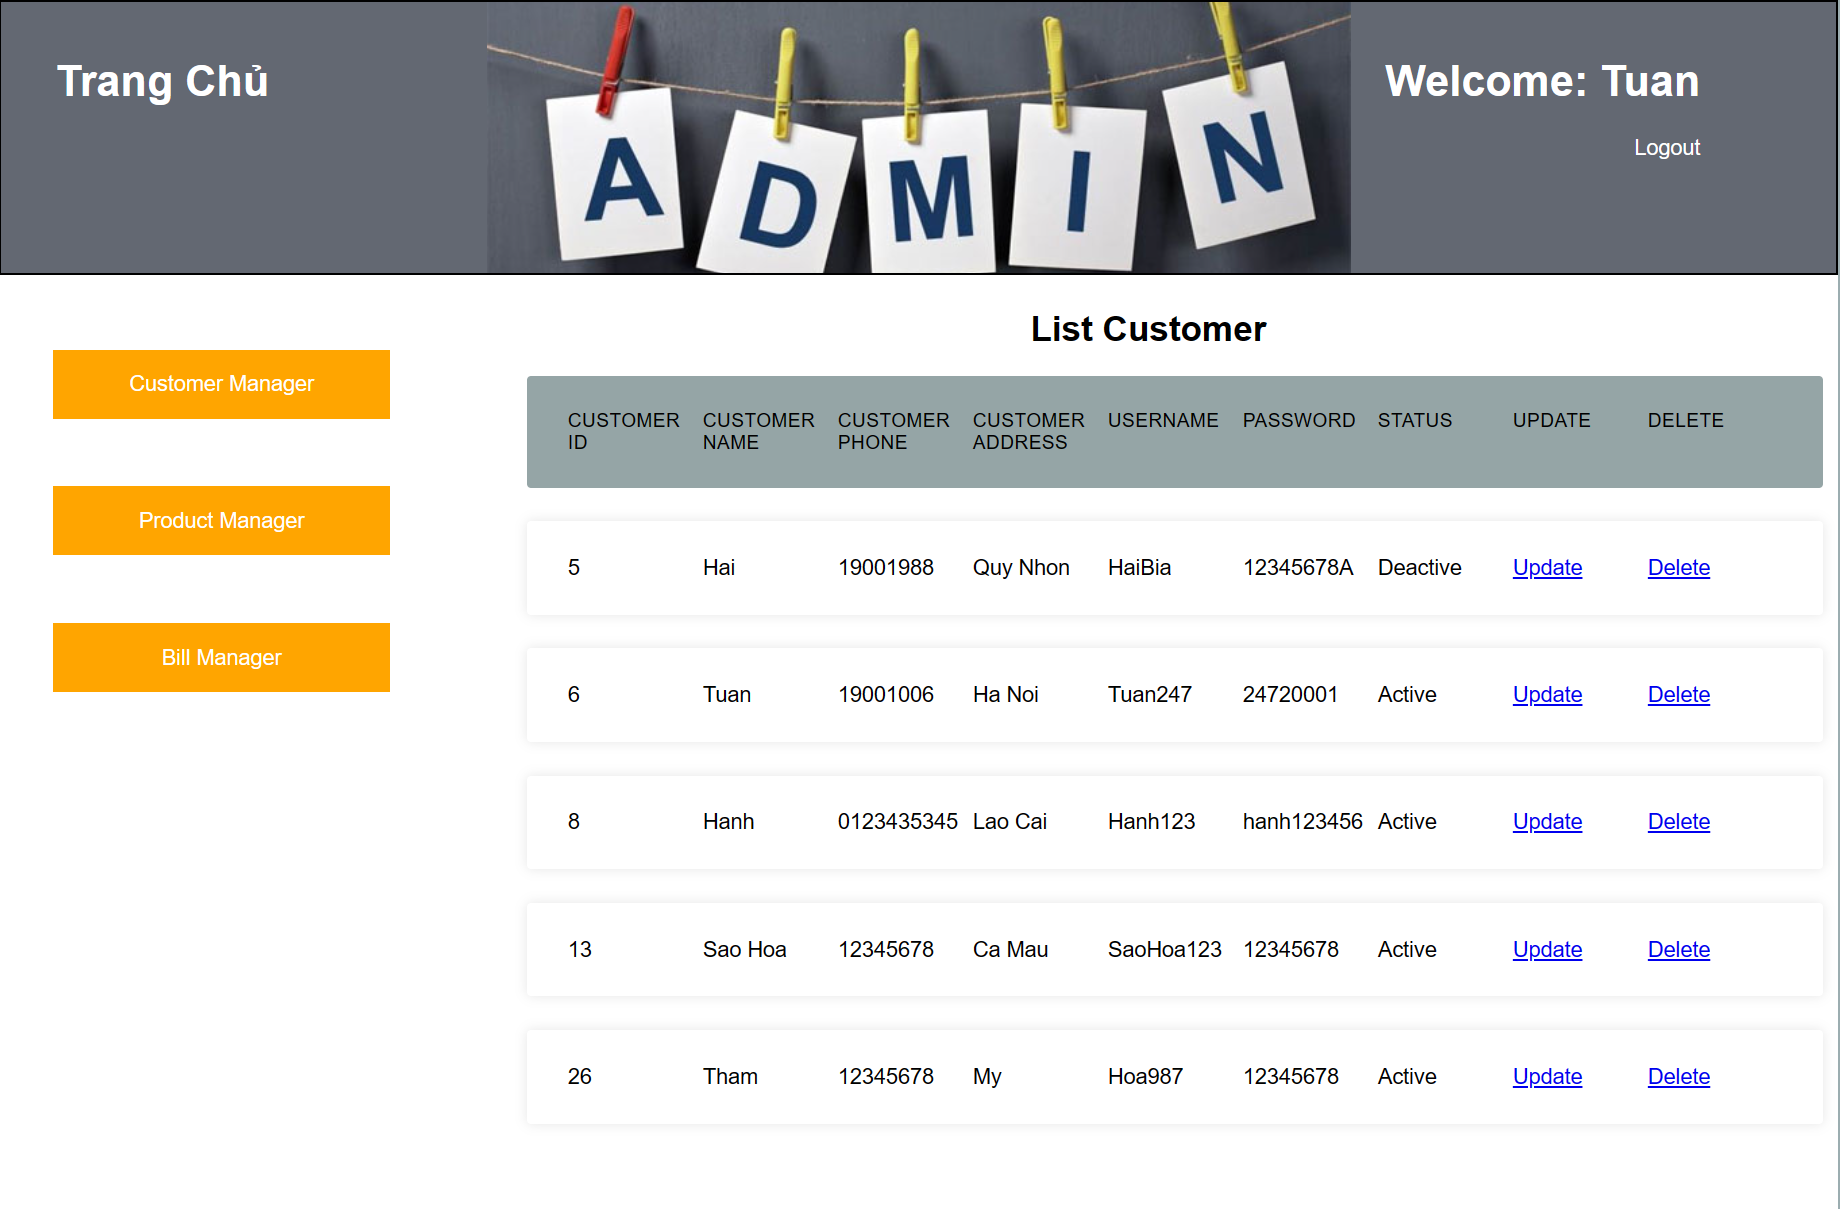 Trang Chủ
ADMIN
Welcome: Tuan
Logout
Customer Manager
Product Manager
Bill Manager
List Customer
CUSTOMER ID CUSTOMER NAME CUSTOMER PHONE CUSTOMER ADDRESS USERNAME PASSWORD STATUS UPDATE DELETE
5 Hai 19001988 Quy Nhon HaiBia 12345678A Deactive Update Delete
6 Tuan 19001006 Ha Noi Tuan247 24720001 Active Update Delete
8 Hanh 0123435345 Lao Cai Hanh123 hanh123456 Active Update Delete
13 Sao Hoa 12345678 Ca Mau SaoHoa123 12345678 Active Update Delete
26 Tham 12345678 My Hoa987 12345678 Active Update Delete